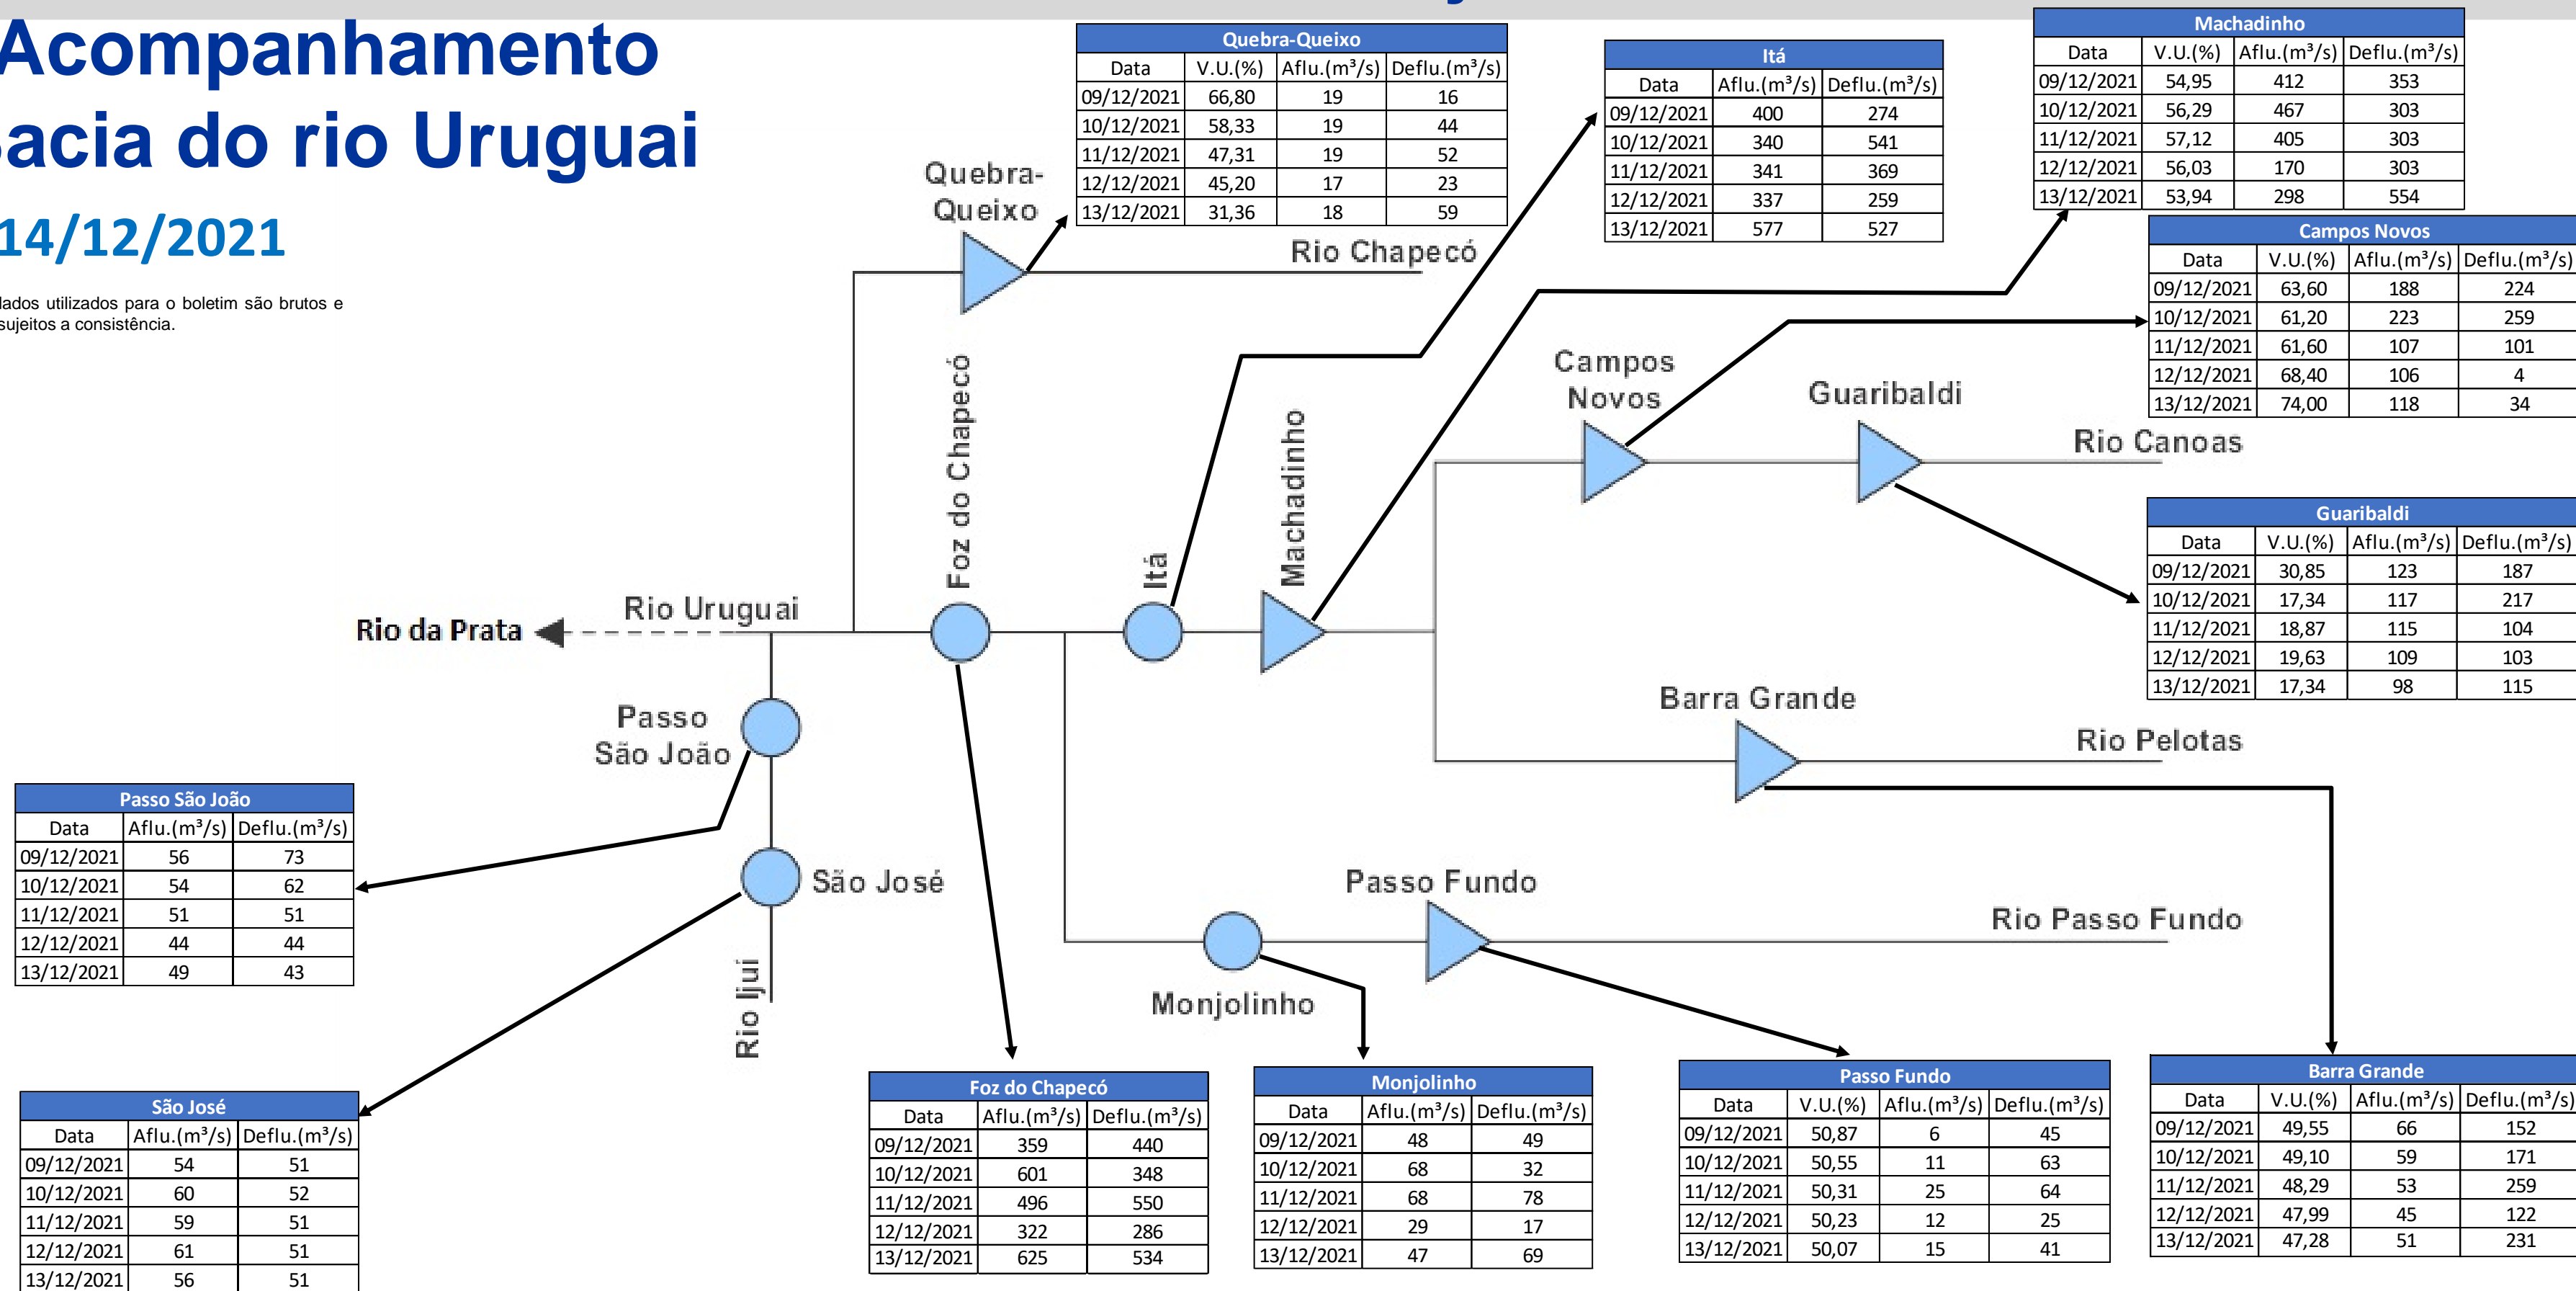 Acompanhamento
acia do rio Uruguai
14/12/2021
dados utilizados para o boletim são brutos e
sujeitos a consistência.
Quebra-Queixo
Data V.U.(%) Aflu.(m³/s) Deflu.(m³/s)
09/12/2021 66,80 19 16
10/12/2021 58,33 19 44
11/12/2021 47,31 19 52
12/12/2021 45,20 17 23
13/12/2021 31,36 18 59
Itá
Data Aflu.(m³/s) Deflu.(m³/s)
09/12/2021 400 274
10/12/2021 340 541
11/12/2021 341 369
12/12/2021 337 259
13/12/2021 577 527
Machadinho
Data V.U.(%) Aflu.(m³/s) Deflu.(m³/s)
09/12/2021 54,95 412 353
10/12/2021 56,29 467 303
11/12/2021 57,12 405 303
12/12/2021 56,03 170 303
13/12/2021 53,94 298 554
Campos Novos
Data V.U.(%) Aflu.(m³/s) Deflu.(m³/s)
09/12/2021 63,60 188 224
10/12/2021 61,20 223 259
11/12/2021 61,60 107 101
12/12/2021 68,40 106 4
13/12/2021 74,00 118 34
Quebra-
Queixo
Rio Chapecó
Foz do Chapecó
Itá
Machadinho
Campos
Novos
Guaribaldi
Rio Canoas
Guaribaldi
Data V.U.(%) Aflu.(m³/s) Deflu.(m³/s)
09/12/2021 30,85 123 187
10/12/2021 17,34 117 217
11/12/2021 18,87 115 104
12/12/2021 19,63 109 103
13/12/2021 17,34 98 115
Rio da Prata
Rio Uruguai
Passo
São João
Barra Grande
Rio Pelotas
São José
Rio Ijuí
Passo Fundo
Rio Passo Fundo
Monjolinho
Passo São João
Data Aflu.(m³/s) Deflu.(m³/s)
09/12/2021 56 73
10/12/2021 54 62
11/12/2021 51 51
12/12/2021 44 44
13/12/2021 49 43
São José
Data Aflu.(m³/s) Deflu.(m³/s)
09/12/2021 54 51
10/12/2021 60 52
11/12/2021 59 51
12/12/2021 61 51
13/12/2021 56 51
Foz do Chapecó
Data Aflu.(m³/s) Deflu.(m³/s)
09/12/2021 359 440
10/12/2021 601 348
11/12/2021 496 550
12/12/2021 322 286
13/12/2021 625 534
Monjolinho
Data Aflu.(m³/s) Deflu.(m³/s)
09/12/2021 48 49
10/12/2021 68 32
11/12/2021 68 78
12/12/2021 29 17
13/12/2021 47 69
Passo Fundo
Data V.U.(%) Aflu.(m³/s) Deflu.(m³/s)
09/12/2021 50,87 6 45
10/12/2021 50,55 11 63
11/12/2021 50,31 25 64
12/12/2021 50,23 12 25
13/12/2021 50,07 15 41
Barra Grande
Data V.U.(%) Aflu.(m³/s) Deflu.(m³/s)
09/12/2021 49,55 66 152
10/12/2021 49,10 59 171
11/12/2021 48,29 53 259
12/12/2021 47,99 45 122
13/12/2021 47,28 51 231